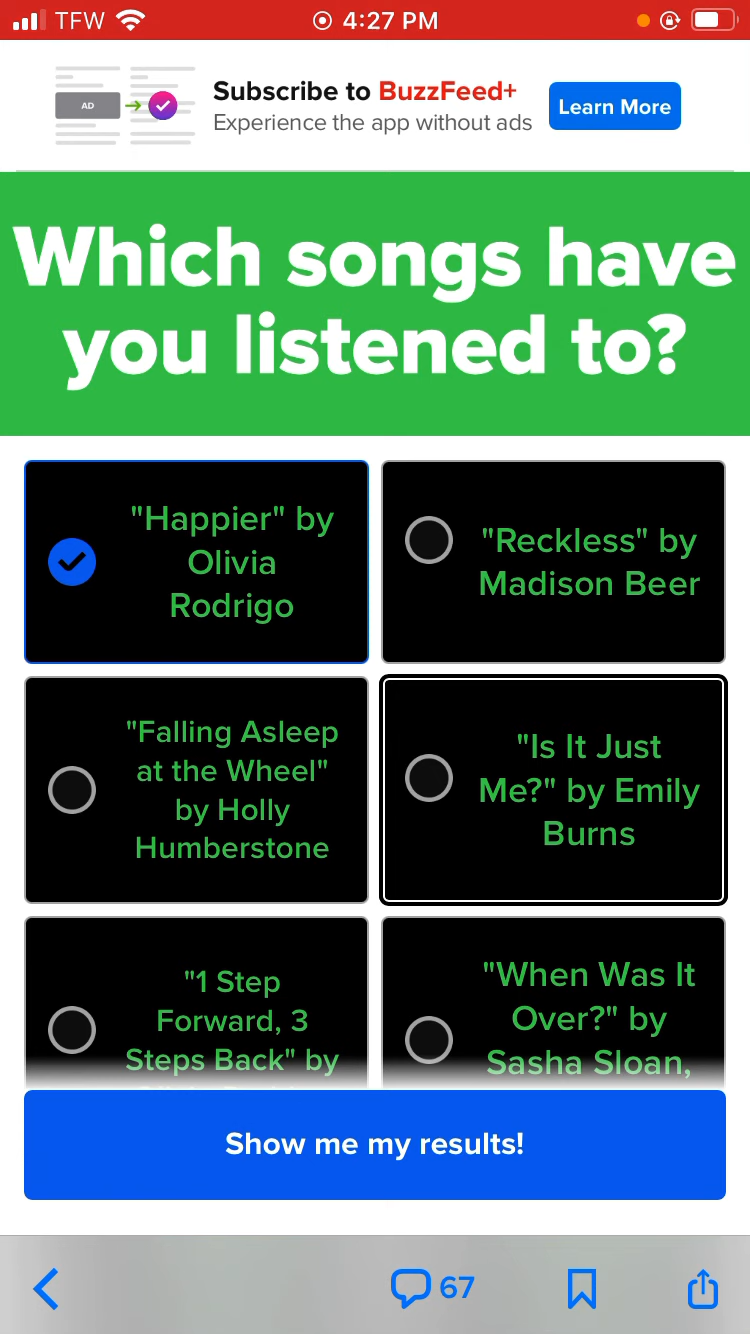 TFW 4:27 PM
Subscribe to BuzzFeed+
Experience the app without ads
AD
Learn More
Which songs have
you listened to?
"Happier" by
Olivia
Rodrigo
"Reckless" by
Madison Beer
"Falling Asleep
at the Wheel"
by Holly
Humberstone
"Is It Just
Me?" by Emily
Burns
"1 Step
Forward, 3
Steps Back" by
"When Was It
Over?" by
Sasha Sloan,
Show me my results!
67